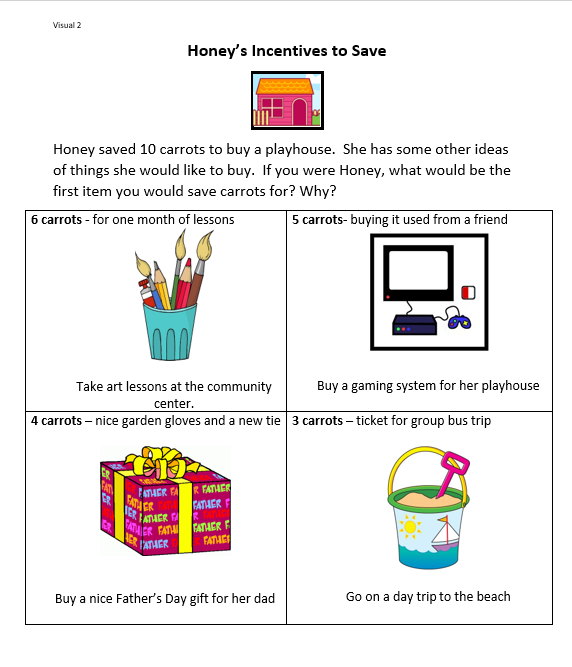 Visual 2
Honey's Incentives to Save
Honey saved 10 carrots to buy a playhouse.  She has some other ideas
of things she would like to buy.  If you were Honey, what would be the
first item you would save carrots for? Why?
6 carrots - for one month of lessons
Take art lessons at the community
center.
5 carrots- buying it used from a friend
Buy a gaming system for her playhouse
4 carrots – nice garden gloves and a new tie
FATHER
FATHER
FATHER
FATHER
Buy a nice Father's Day gift for her dad
3 carrots – ticket for group bus trip
Go on a day trip to the beach